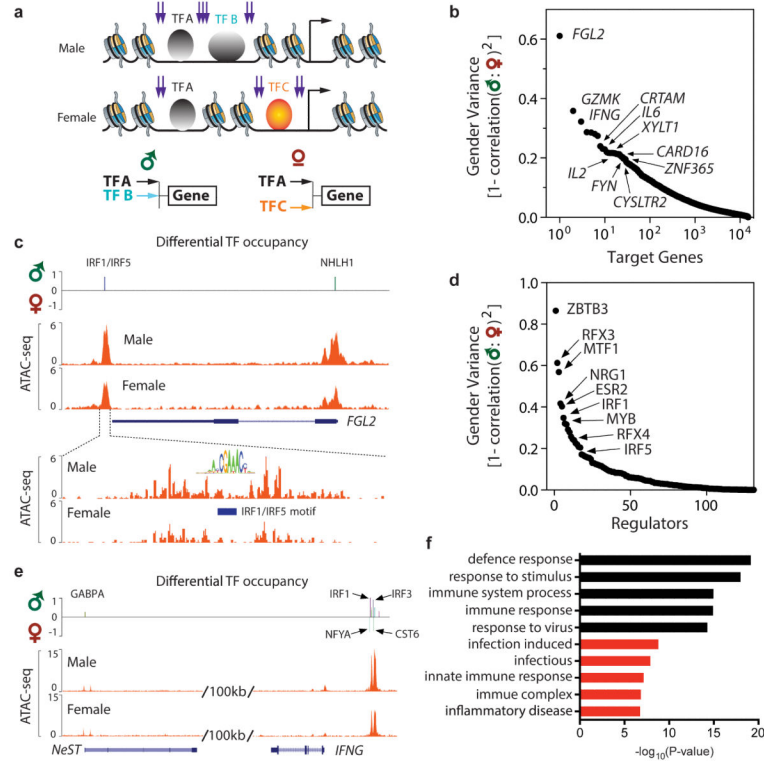 a
TFA
TF B
Male
TFA
TFC
Female
♂
♀
TFA
TF B
Gene
TFA
TFC
Gene
b
Gender Variance
[1- correlation(♂:♀)²]
0.6
0.4
0.2
0.0
FGL2
GZMK
IFNG
CRTAM
IL6
XYLT1
CARD16
ZNF365
IL2
FYN
CYSLTR2
10⁰
10¹
10²
10³
10⁴
Target Genes
c
Differential TF occupancy
IRF1/IRF5
NHLH1
♂
♀
1
0
-1
ATAC-seq
6
0
Male
6
0
Female
FGL2
ATAC-seq
6
0
Male
6
0
Female
IRF1/IRF5 motif
d
Gender Variance
[1- correlation(♂:♀)²]
1.0
0.8
0.6
0.4
0.2
0.0
ZBTB3
RFX3
MTF1
NRG1
ESR2
IRF1
MYB
RFX4
IRF5
0
50
100
Regulators
e
Differential TF occupancy
GABPA
IRF1
IRF3
NFYA
CST6
♂
♀
1
0
-1
ATAC-seq
15
0
Male
/100kb/
15
0
Female
/100kb/
NeST
IFNG
f
defence response
response to stimulus
immune system process
immune response
response to virus
infection induced
infectious
innate immune response
immue complex
inflammatory disease
0
5
10
15
20
-log₁₀(P-value)